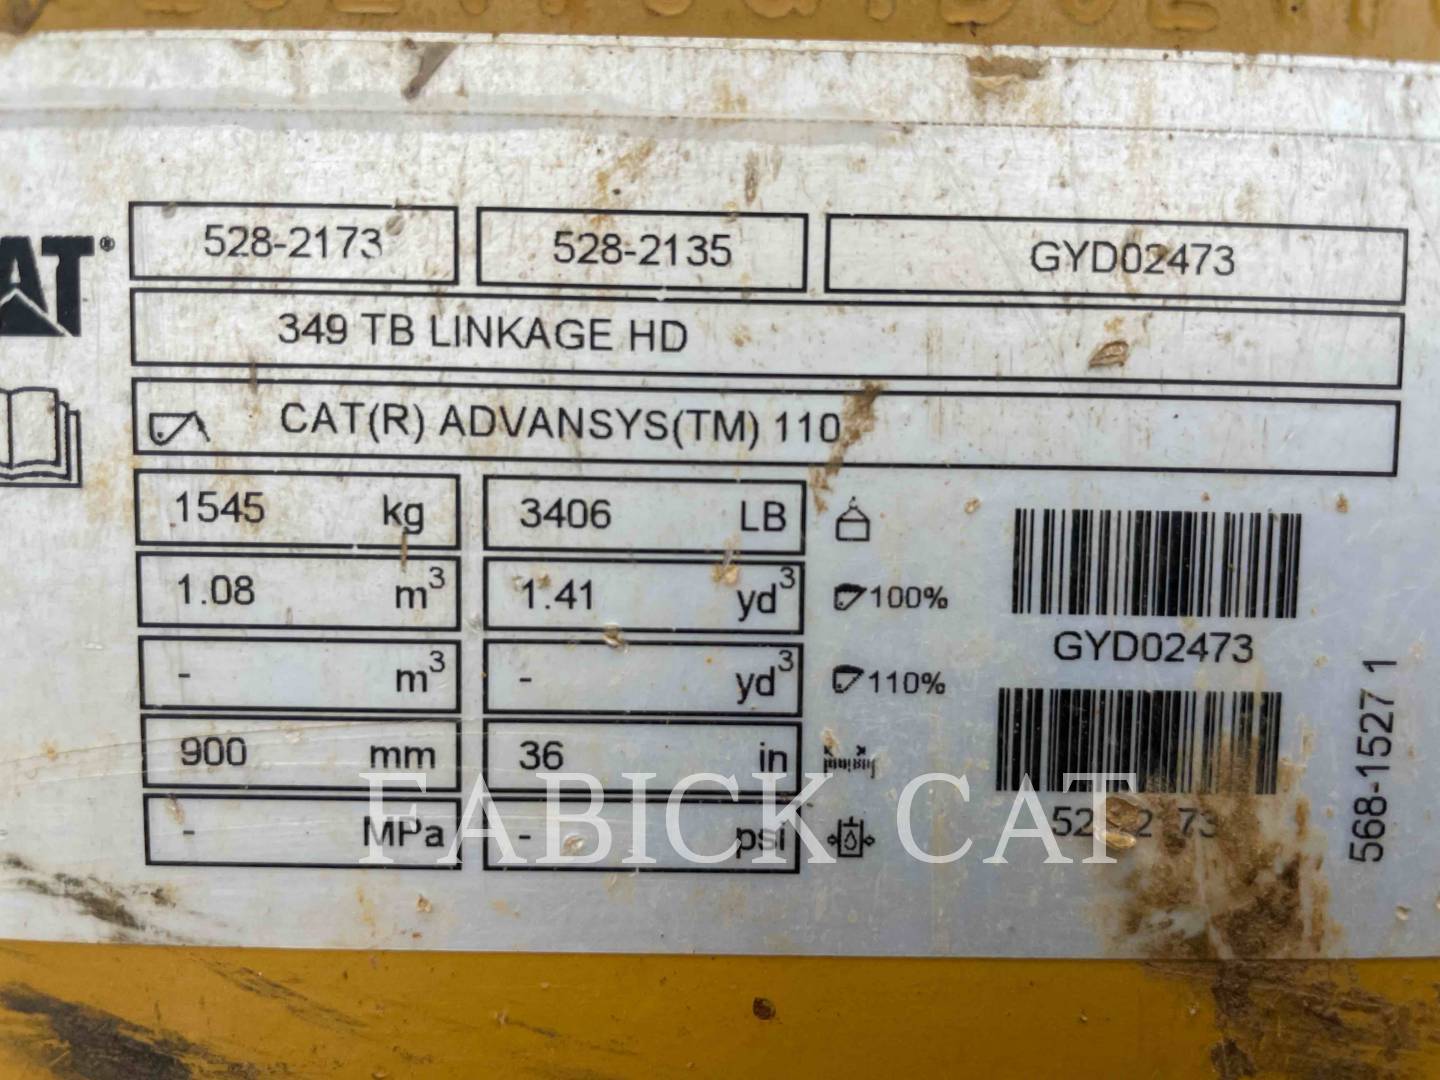 528-2173 528-2135 GYD02473
AT®
349 TB LINKAGE HD
CAT(R) ADVANSYS(TM) 110
1545 kg 3406 LB
1.08 m³ 1.41 yd³ 100%
GYD02473
- m³ - yd³ 110%
900 mm 36 in
- MPa - psi
568-1527 1
FABICK CAT